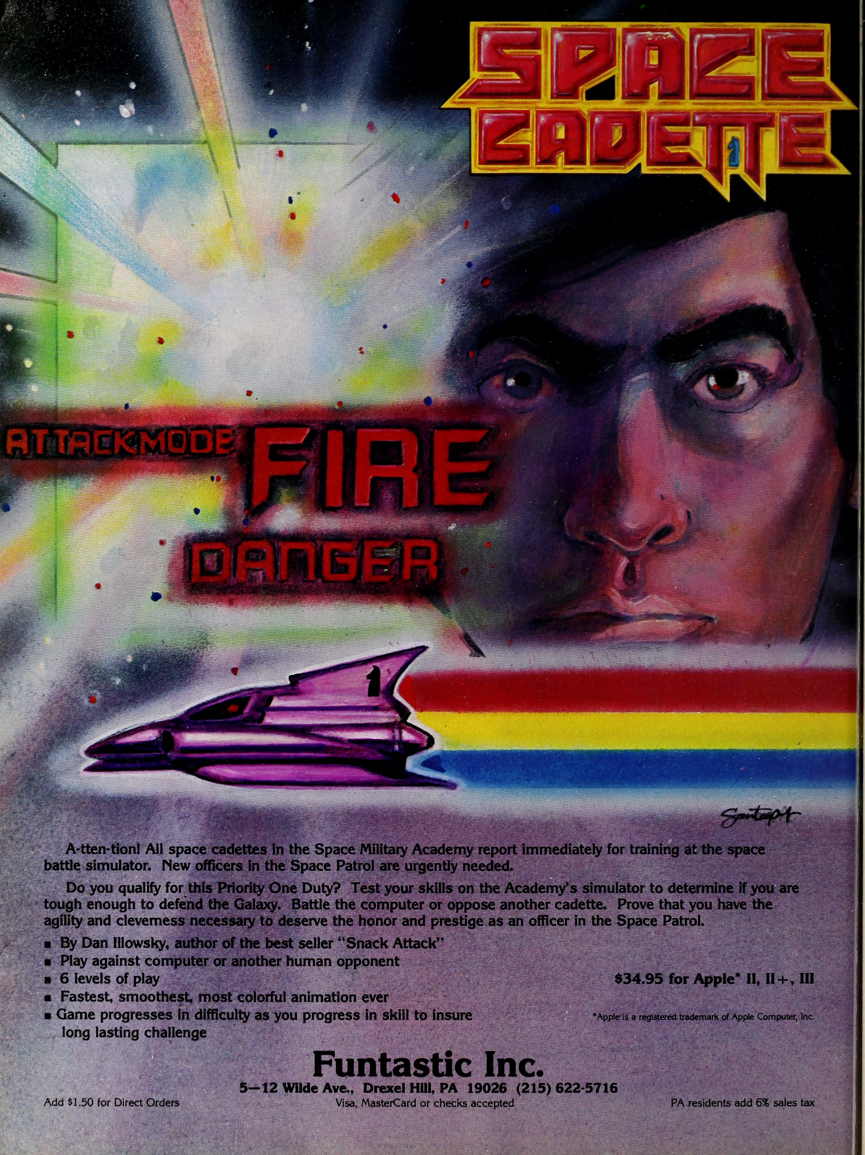 SPACE
CADETTE
ATTACKMODE FIRE
DANGER
A-tten-tion! All space cadettes in the Space Military Academy report immediately for training at the space
battle simulator. New officers in the Space Patrol are urgently needed.
Do you qualify for this Priority One Duty? Test your skills on the Academy's simulator to determine if you are
tough enough to defend the Galaxy. Battle the computer or oppose another cadette. Prove that you have the
agility and cleverness necessary to deserve the honor and prestige as an officer in the Space Patrol.
■ By Dan Illowsky, author of the best seller "Snack Attack"
■ Play against computer or another human opponent
■ 6 levels of play
■ Fastest, smoothest, most colorful animation ever
■ Game progresses in difficulty as you progress in skill to insure
long lasting challenge
$34.95 for Apple* II, II+, III
*Apple is a registered trademark of Apple Computer, Inc.
Funtastic Inc.
5—12 Wilde Ave., Drexel Hill, PA 19026 (215) 622-5716
Add $1.50 for Direct Orders
Visa, MasterCard or checks accepted
PA residents add 6% sales tax